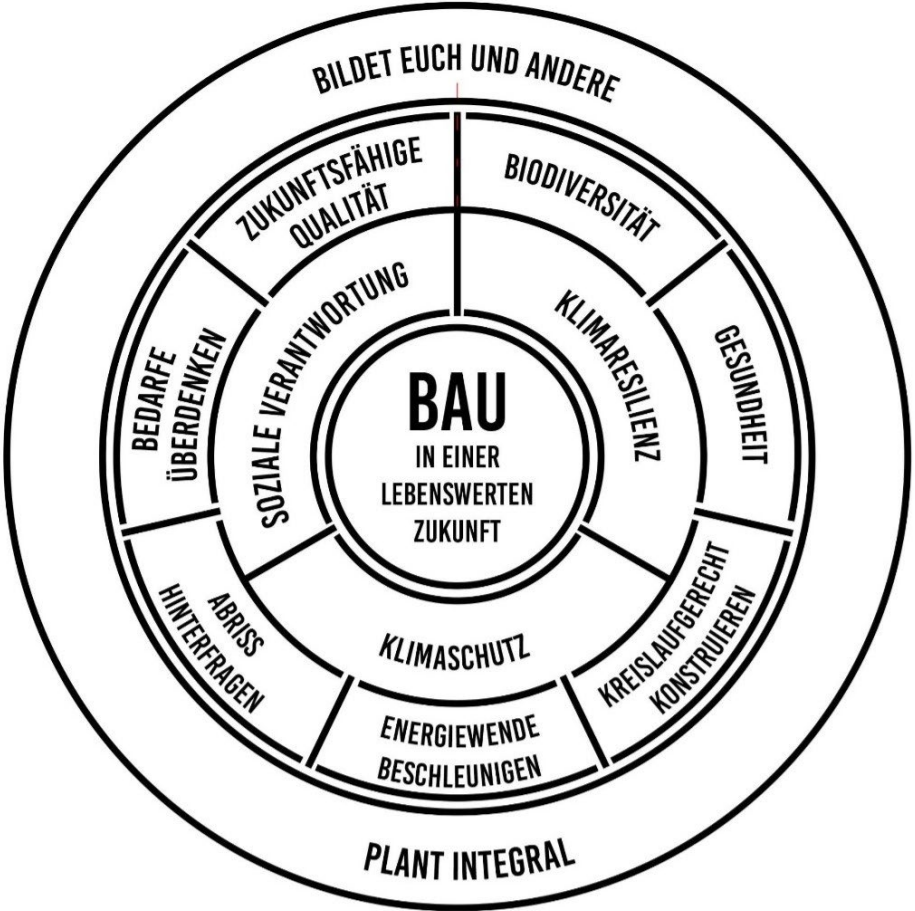 BILDET EUCH UND ANDERE
ZUKUNFTSFÄHIGE
QUALITÄT
BIODIVERSITÄT
BEDARFE
ÜBERDENKEN
SOZIALE VERANTWORTUNG
KLIMARESILIENZ
GESUNDHEIT
BAU
IN EINER
LEBENSWERTEN
ZUKUNFT
ABRISS
HINTERFRAGEN
KLIMASCHUTZ
KREISLAUFGERECHT
KONSTRUIEREN
ENERGIEWENDE
BESCHLEUNIGEN
PLANT INTEGRAL